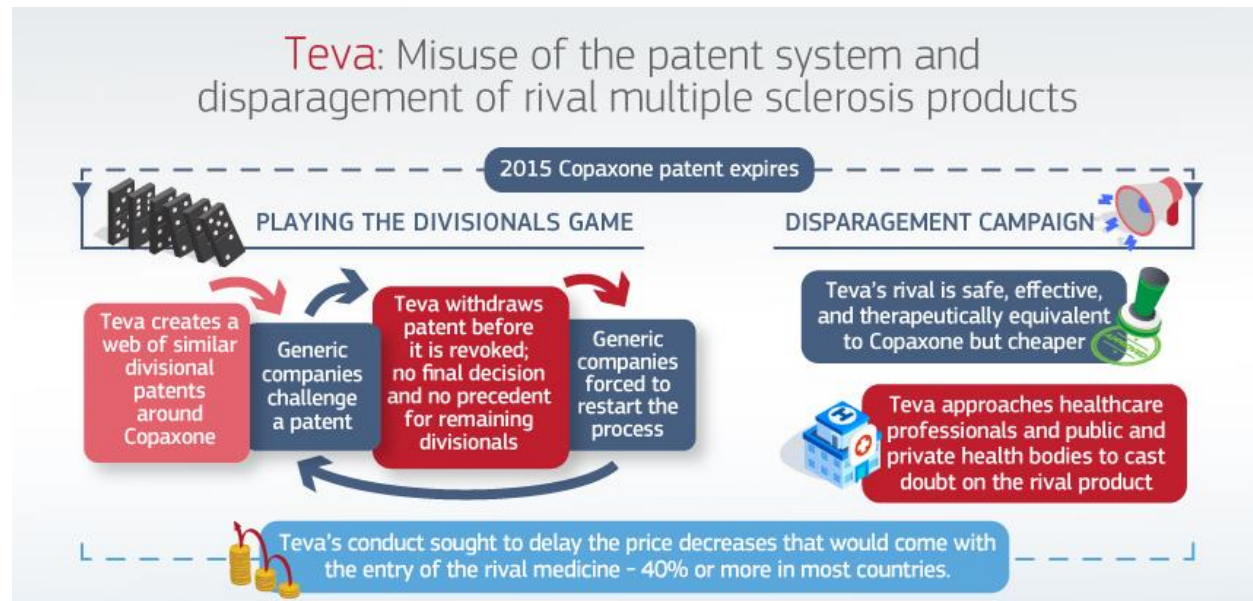 Teva: Misuse of the patent system and
disparagement of rival multiple sclerosis products
2015 Copaxone patent expires
PLAYING THE DIVISIONALS GAME
Teva creates a
web of similar
divisional
patents
around
Copaxone
Generic
companies
challenge
a patent
Teva withdraws
patent before
it is revoked;
no final decision
and no precedent
for remaining
divisionals
Generic
companies
forced to
restart the
process
DISPARAGEMENT CAMPAIGN
Teva's rival is safe, effective,
and therapeutically equivalent
to Copaxone but cheaper
APPROVED
H
Teva approaches healthcare
professionals and public and
private health bodies to cast
doubt on the rival product
Teva's conduct sought to delay the price decreases that would come with
the entry of the rival medicine – 40% or more in most countries.